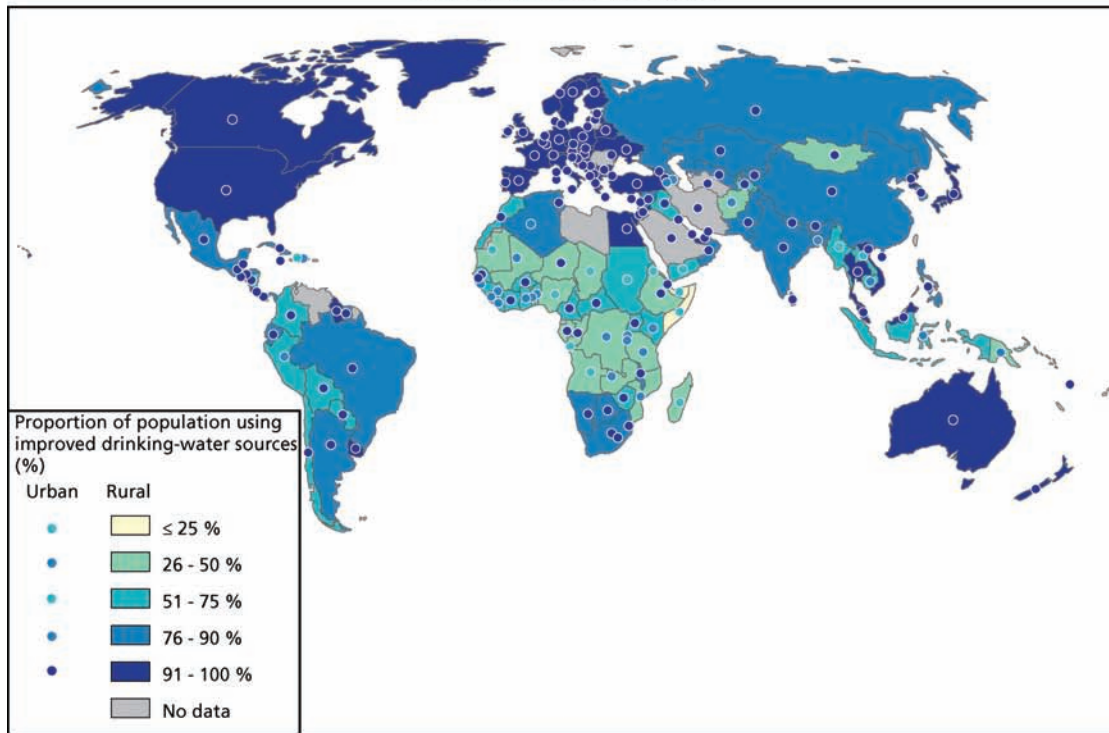 Proportion of population using
improved drinking-water sources
(%)
Urban Rural
≤ 25 %
26 - 50 %
51 - 75 %
76 - 90 %
91 - 100 %
No data